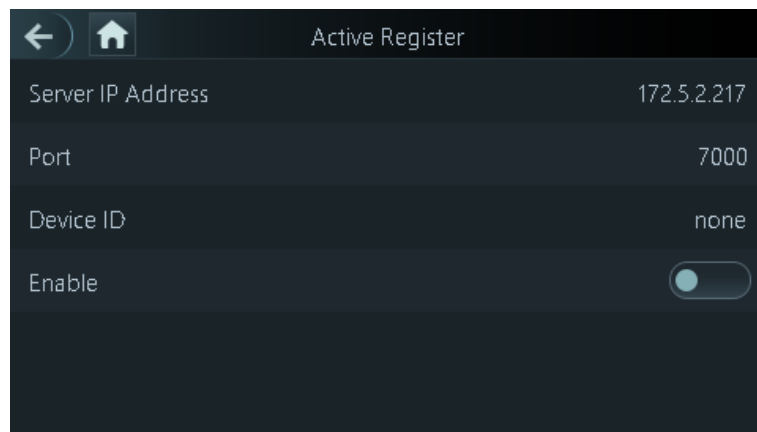 Active Register
Server IP Address 172.5.2.217
Port 7000
Device ID none
Enable